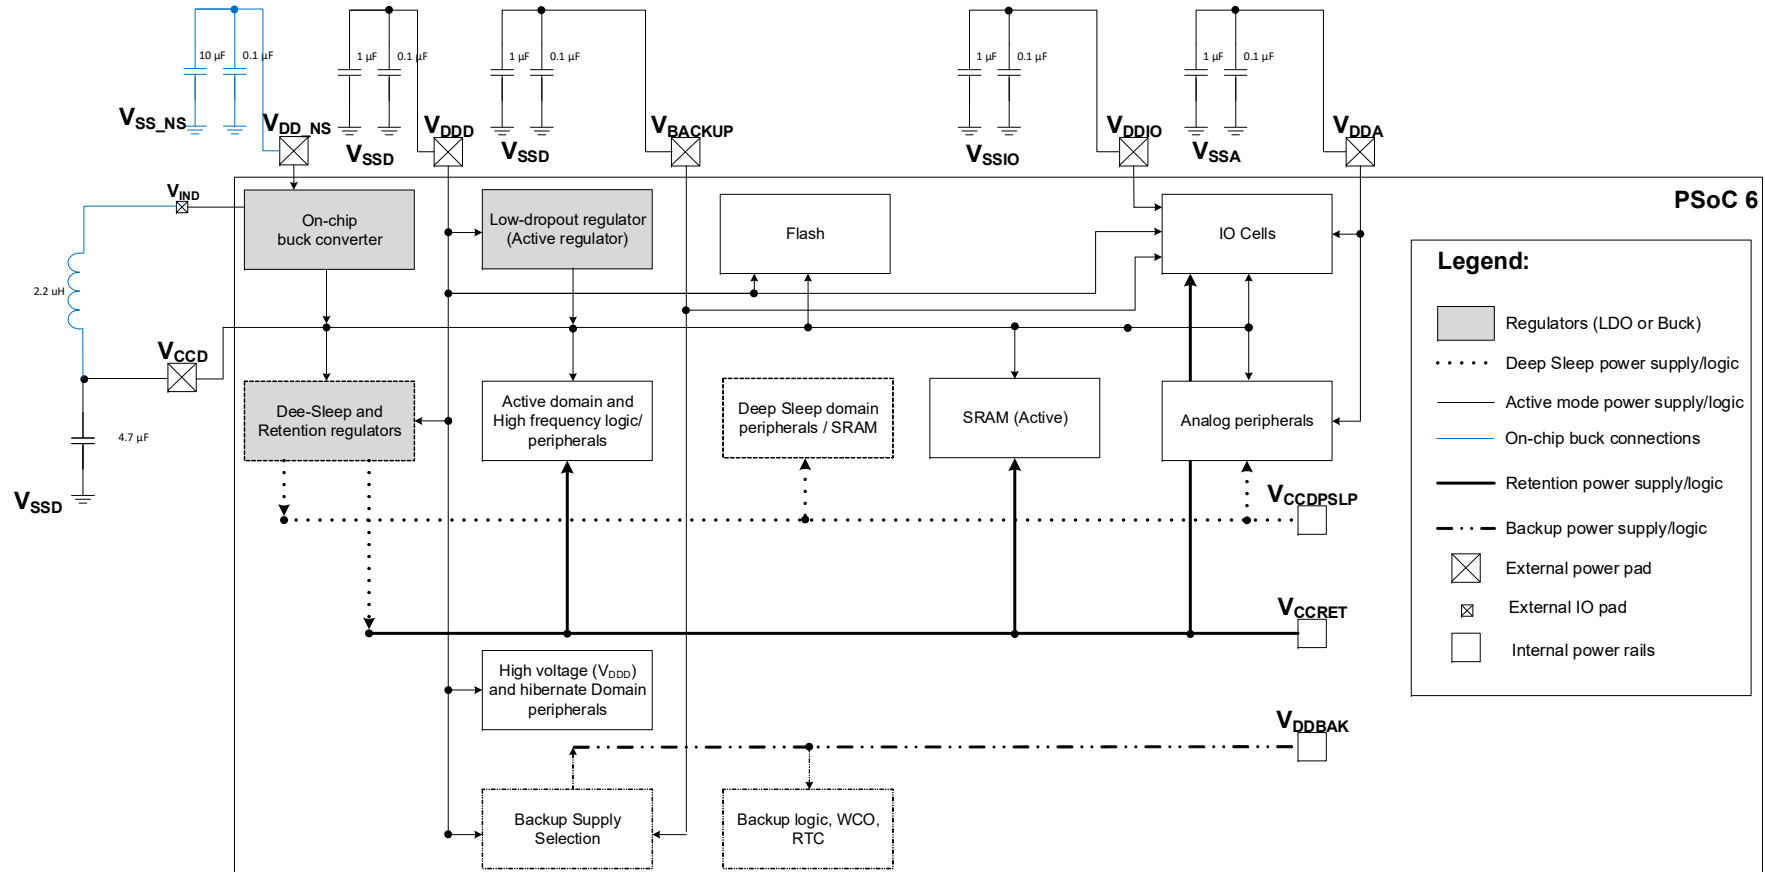 10 µF
0.1 µF
1 µF
0.1 µF
1 µF
0.1 µF
1 µF
0.1 µF
1 µF
0.1 µF
VSS_NS
VDD_NS
VSSD
VDDD
VSSD
VBACKUP
VSSIO
VDDIO
VSSA
VDDA
PSoC 6
VIND
On-chip
buck converter
Low-dropout regulator
(Active regulator)
Flash
IO Cells
2.2 uH
VCCD
4.7 µF
VSSD
Dee-Sleep and
Retention regulators
Active domain and
High frequency logic/
peripherals
Deep Sleep domain
peripherals / SRAM
SRAM (Active)
Analog peripherals
VCCDPSLP
VCCRET
High voltage (VDDD)
and hibernate Domain
peripherals
VDDBAK
Backup Supply
Selection
Backup logic, WCO,
RTC
Legend:
Regulators (LDO or Buck)
Deep Sleep power supply/logic
Active mode power supply/logic
On-chip buck connections
Retention power supply/logic
Backup power supply/logic
External power pad
External IO pad
Internal power rails